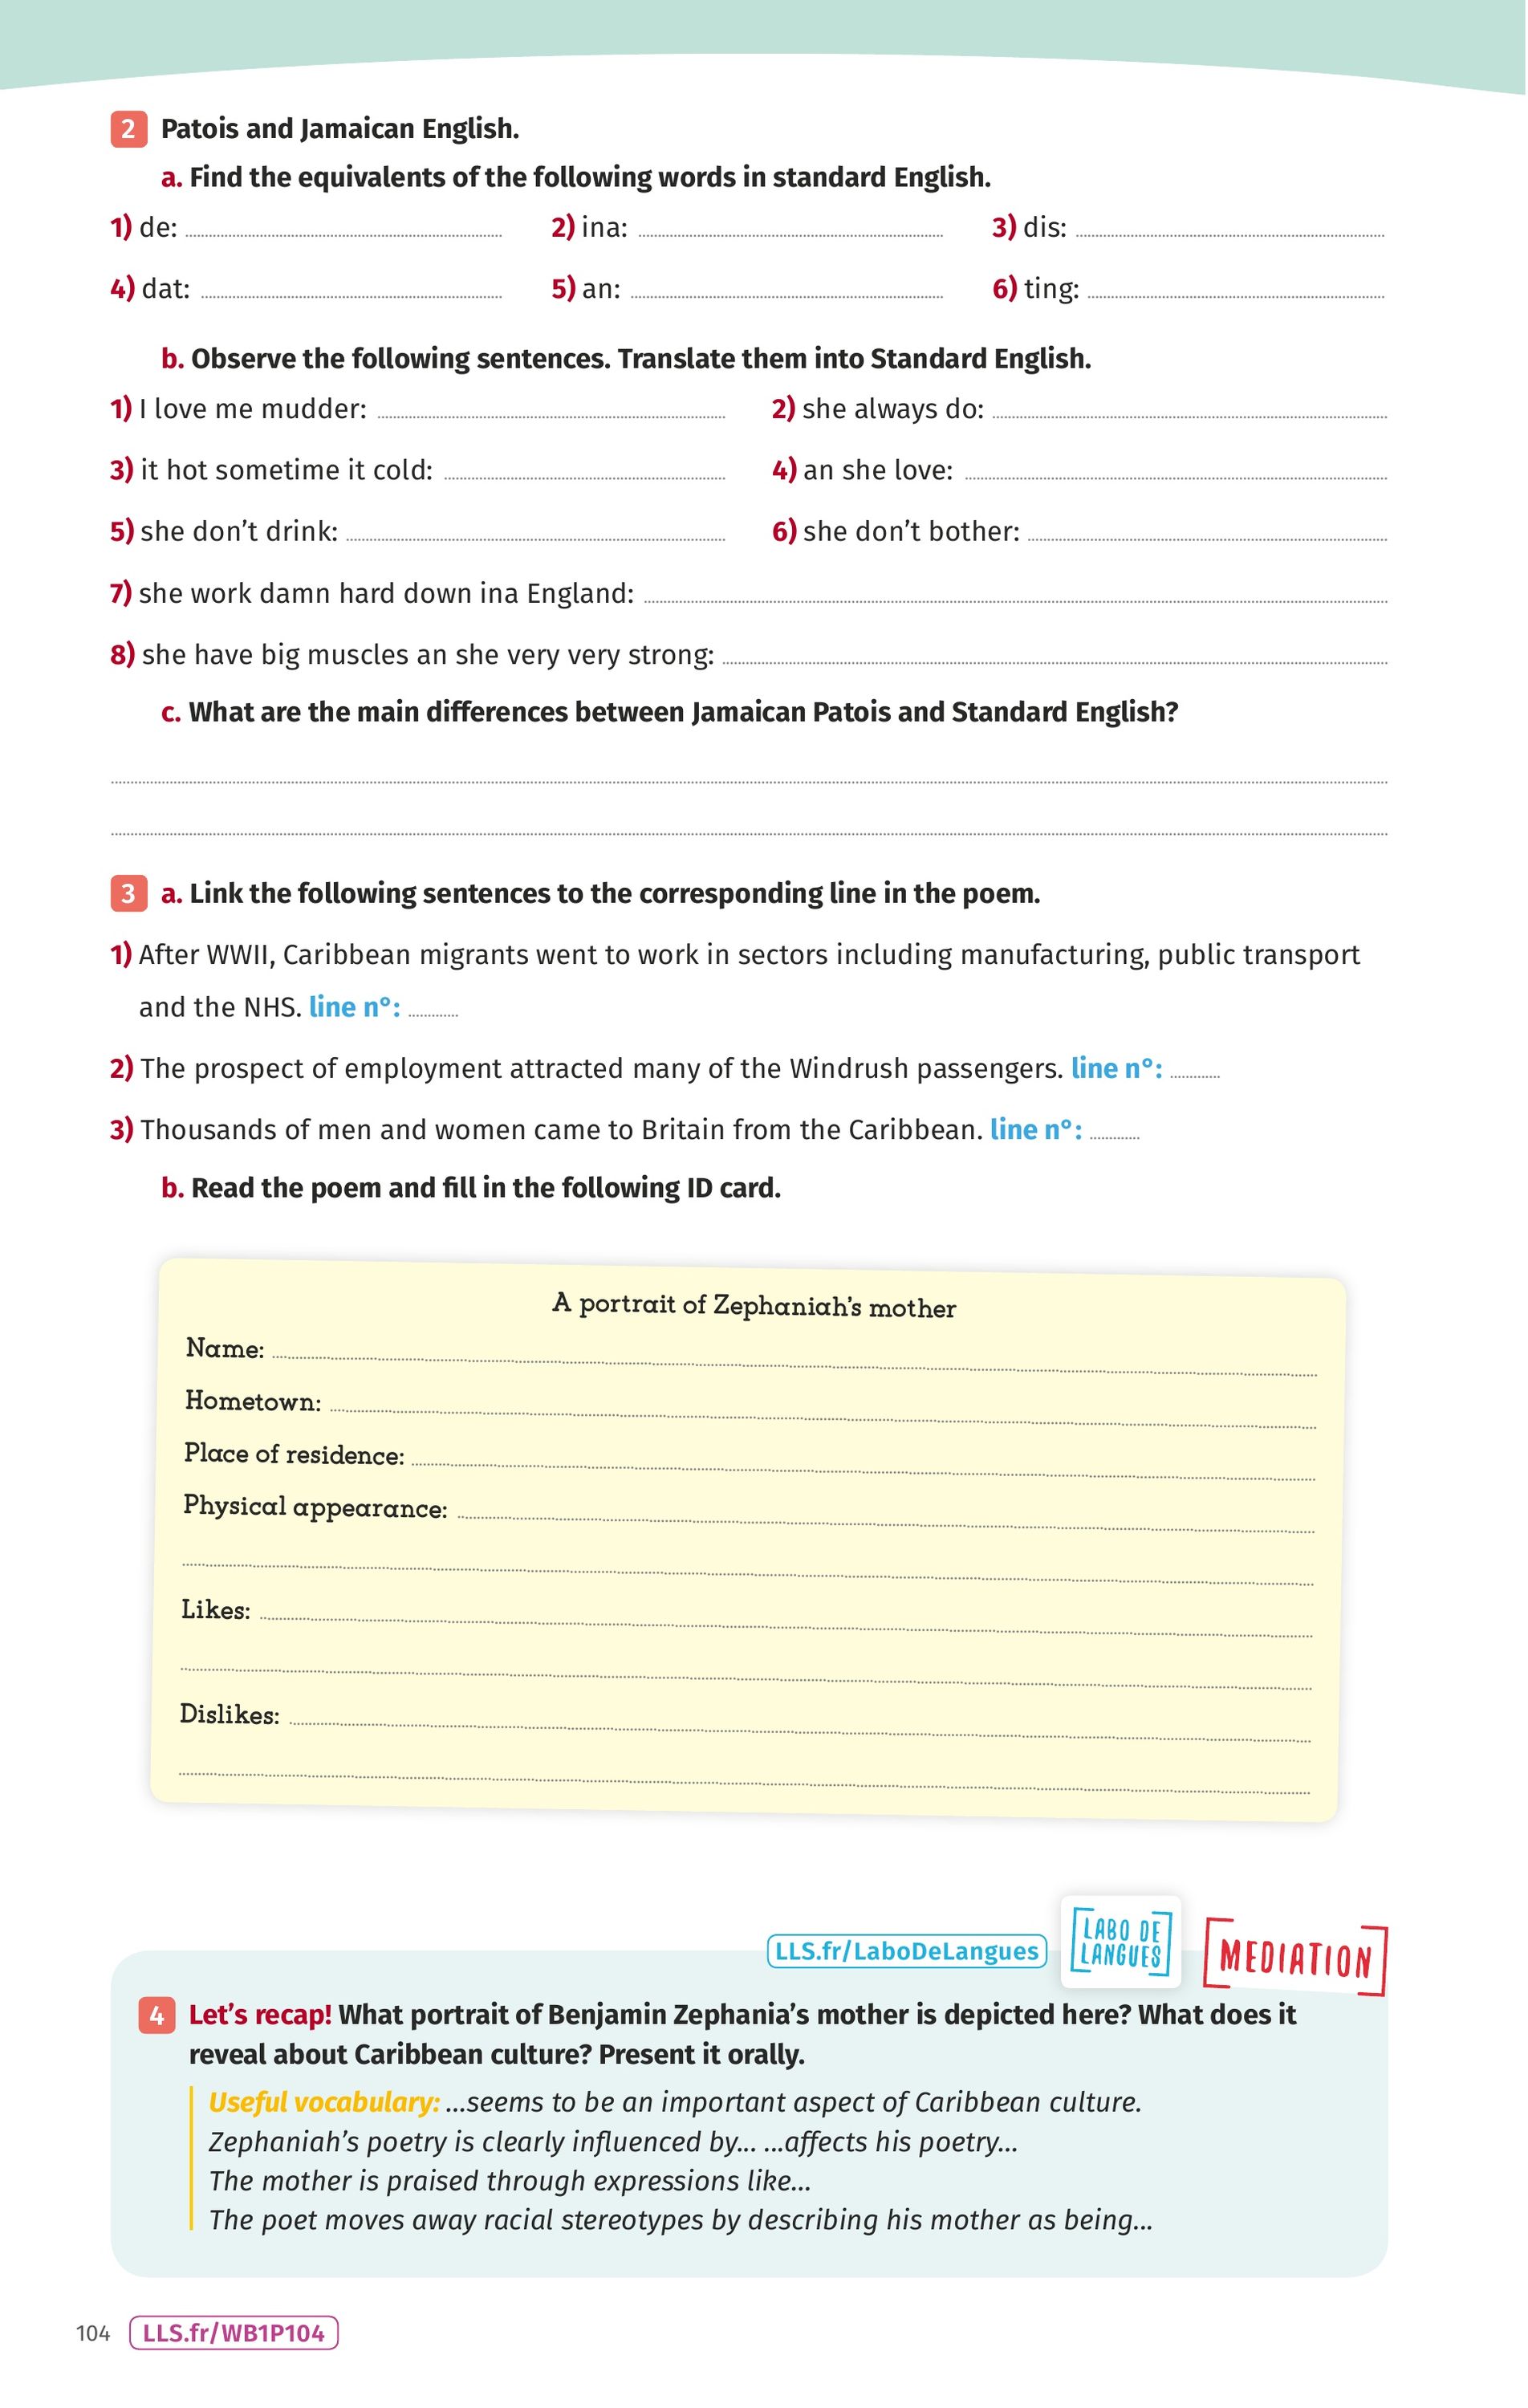 2 Patois and Jamaican English.
a. Find the equivalents of the following words in standard English.
1) de: 2) ina: 3) dis:
4) dat: 5) an: 6) ting:
b. Observe the following sentences. Translate them into Standard English.
1) I love me mudder: 2) she always do:
3) it hot sometime it cold: 4) an she love:
5) she don't drink: 6) she don't bother:
7) she work damn hard down ina England:
8) she have big muscles an she very very strong:
c. What are the main differences between Jamaican Patois and Standard English?
3 a. Link the following sentences to the corresponding line in the poem.
1) After WWII, Caribbean migrants went to work in sectors including manufacturing, public transport
and the NHS. line n°:
2) The prospect of employment attracted many of the Windrush passengers. line n°:
3) Thousands of men and women came to Britain from the Caribbean. line n°:
b. Read the poem and fill in the following ID card.
A portrait of Zephaniah's mother
Name:
Hometown:
Place of residence:
Physical appearance:
Likes:
Dislikes:
LLS.fr/LaboDeLangues
LABO DE
LANGUES
MEDIATION
4 Let's recap! What portrait of Benjamin Zephania's mother is depicted here? What does it
reveal about Caribbean culture? Present it orally.
Useful vocabulary: ...seems to be an important aspect of Caribbean culture.
Zephaniah's poetry is clearly influenced by... ...affects his poetry...
The mother is praised through expressions like...
The poet moves away racial stereotypes by describing his mother as being...
104 LLS.fr/WB1P104